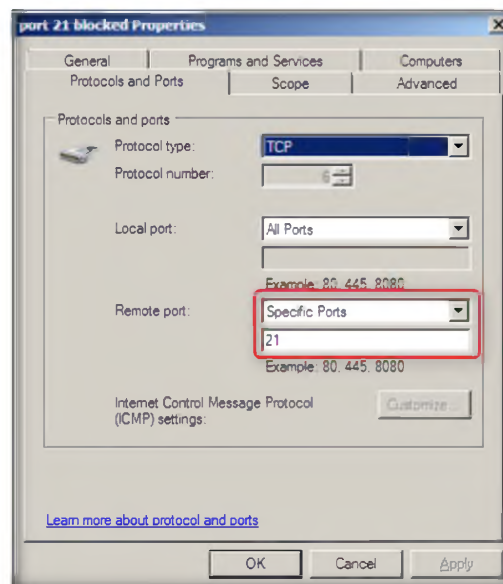 port 21 blocked Properties
General Programs and Services Computers
Protocols and Ports Scope Advanced
Protocols and ports
Protocol type: TCP
Protocol number: 6
Local port: All Ports
Example: 80, 445, 8080
Remote port: Specific Ports
21
Example: 80, 445, 8080
Internet Control Message Protocol
(ICMP) settings: Customize...
Learn more about protocol and ports
OK Cancel Apply